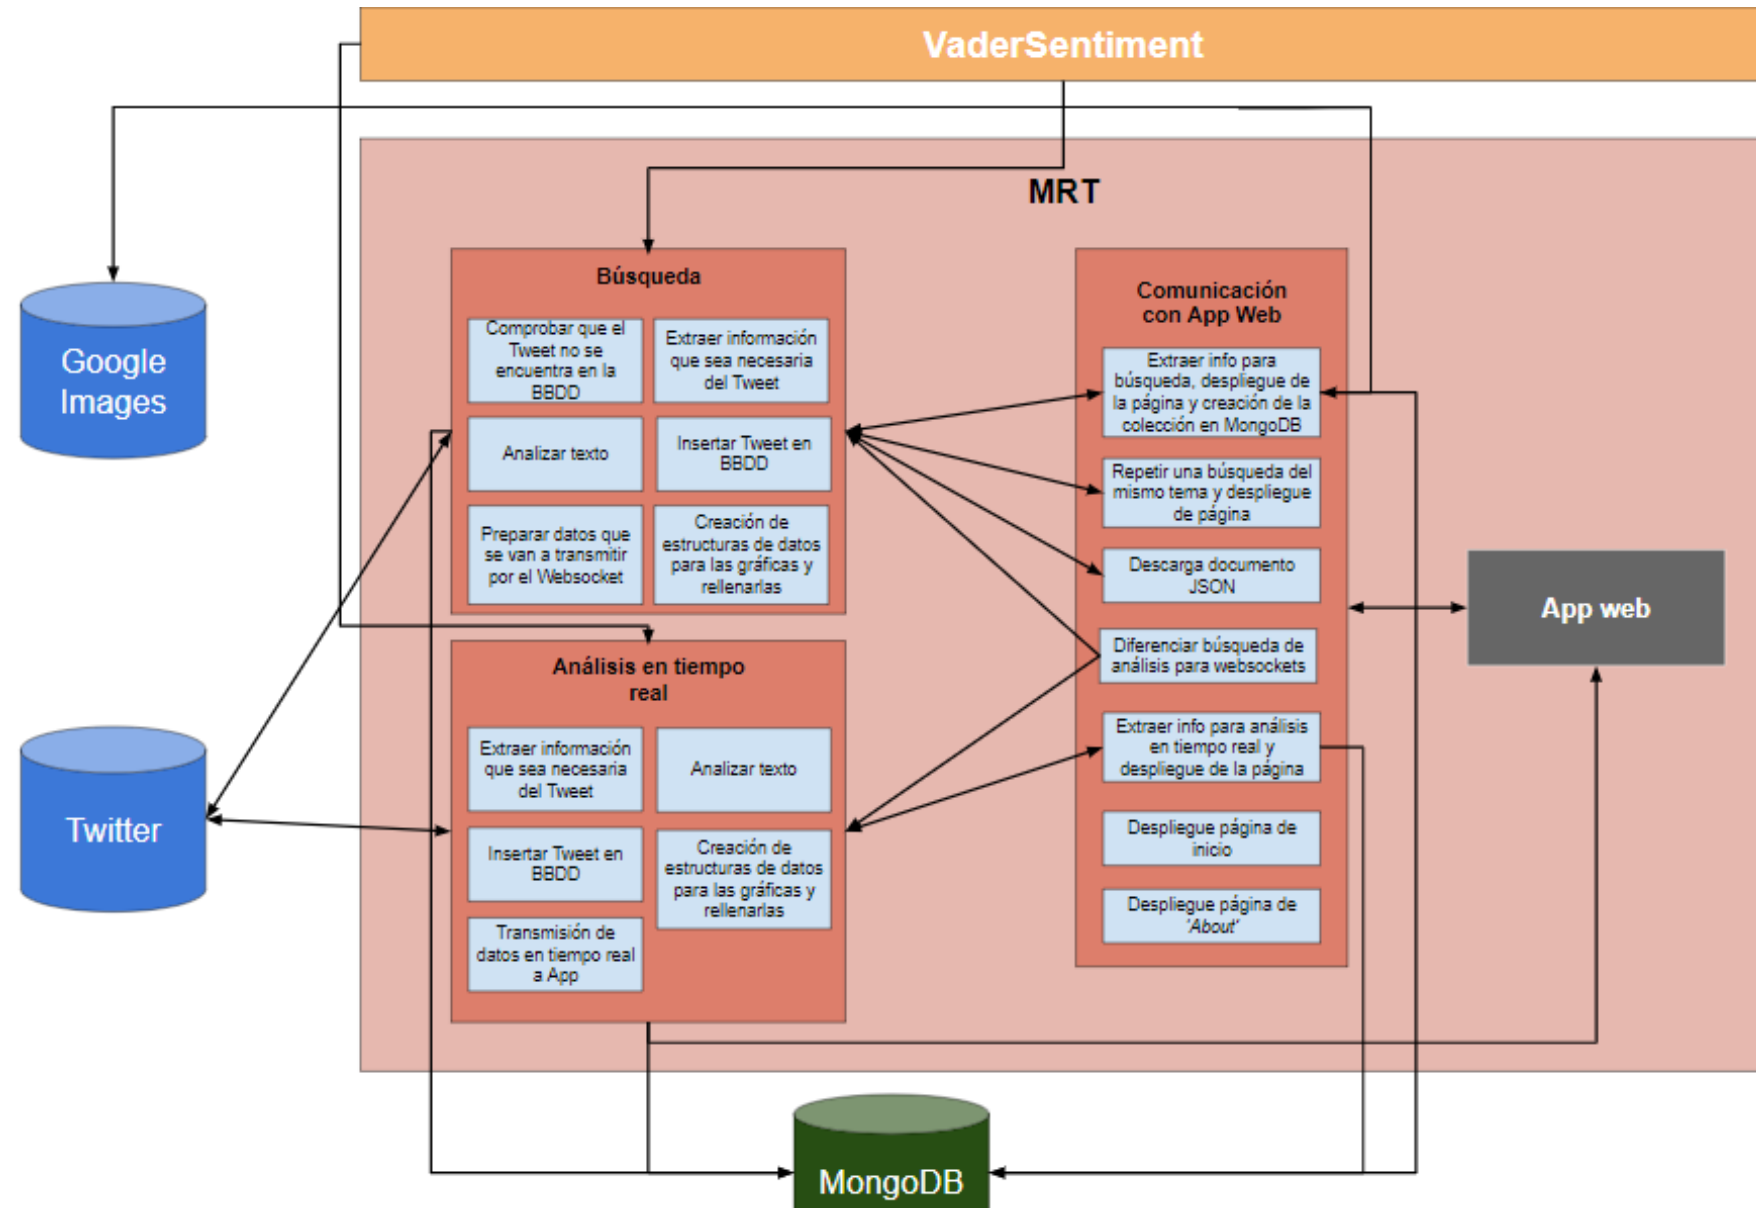 VaderSentiment
MRT
Google
Images
Twitter
Búsqueda
Comprobar que el
Tweet no se
encuentra en la
BBDD
Extraer información
que sea necesaria
del Tweet
Analizar texto
Insertar Tweet en
BBDD
Preparar datos que
se van a transmitir
por el Websocket
Creación de
estructuras de datos
para las gráficas y
rellenarlas
Análisis en tiempo
real
Extraer información
que sea necesaria
del Tweet
Analizar texto
Insertar Tweet en
BBDD
Creación de
estructuras de datos
para las gráficas y
rellenarlas
Transmisión de
datos en tiempo real
a App
Comunicación
con App Web
Extraer info para
búsqueda, despliegue de
la página y creación de la
colección en MongoDB
Repetir una búsqueda del
mismo tema y despliegue
de página
Descarga documento
JSON
Diferenciar búsqueda de
análisis para websockets
Extraer info para análisis
en tiempo real y
despliegue de la página
Despliegue página de
inicio
Despliegue página de
'About'
App web
MongoDB